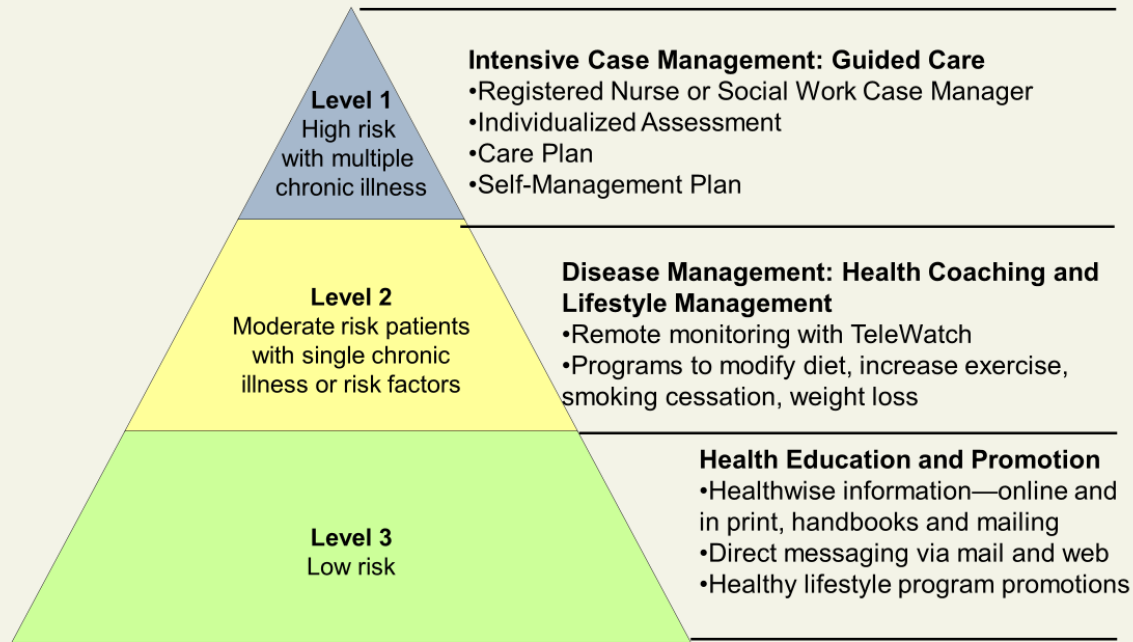 Level 1
High risk
with multiple
chronic illness
Intensive Case Management: Guided Care
•Registered Nurse or Social Work Case Manager
•Individualized Assessment
•Care Plan
•Self-Management Plan
Level 2
Moderate risk patients
with single chronic
illness or risk factors
Disease Management: Health Coaching and
Lifestyle Management
•Remote monitoring with TeleWatch
•Programs to modify diet, increase exercise,
smoking cessation, weight loss
Level 3
Low risk
Health Education and Promotion
•Healthwise information—online and
in print, handbooks and mailing
•Direct messaging via mail and web
•Healthy lifestyle program promotions